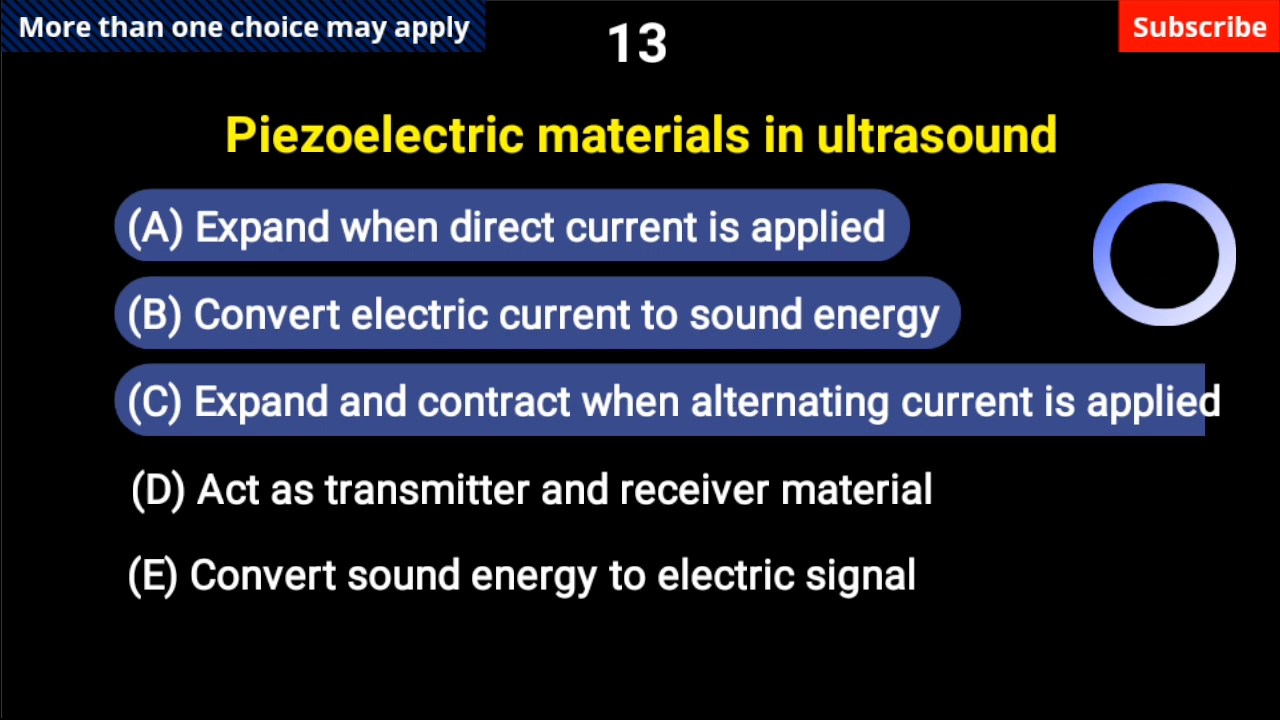 More than one choice may apply
13
Subscribe
Piezoelectric materials in ultrasound
(A) Expand when direct current is applied
(B) Convert electric current to sound energy
(C) Expand and contract when alternating current is applied
(D) Act as transmitter and receiver material
(E) Convert sound energy to electric signal